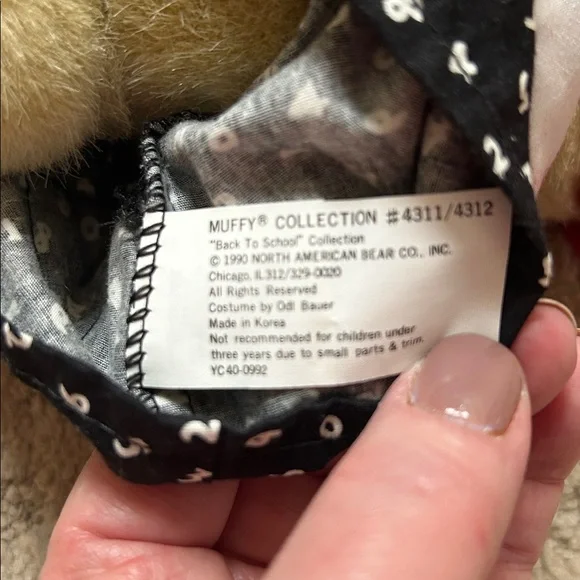 MUFFY® COLLECTION #4311/4312
"Back To School" Collection
© 1990 NORTH AMERICAN BEAR CO., INC.
Chicago, IL 312/329-0020
All Rights Reserved
Costume by Odl Bauer
Made in Korea
Not recommended for children under
three years due to small parts & trim.
YC40-0992